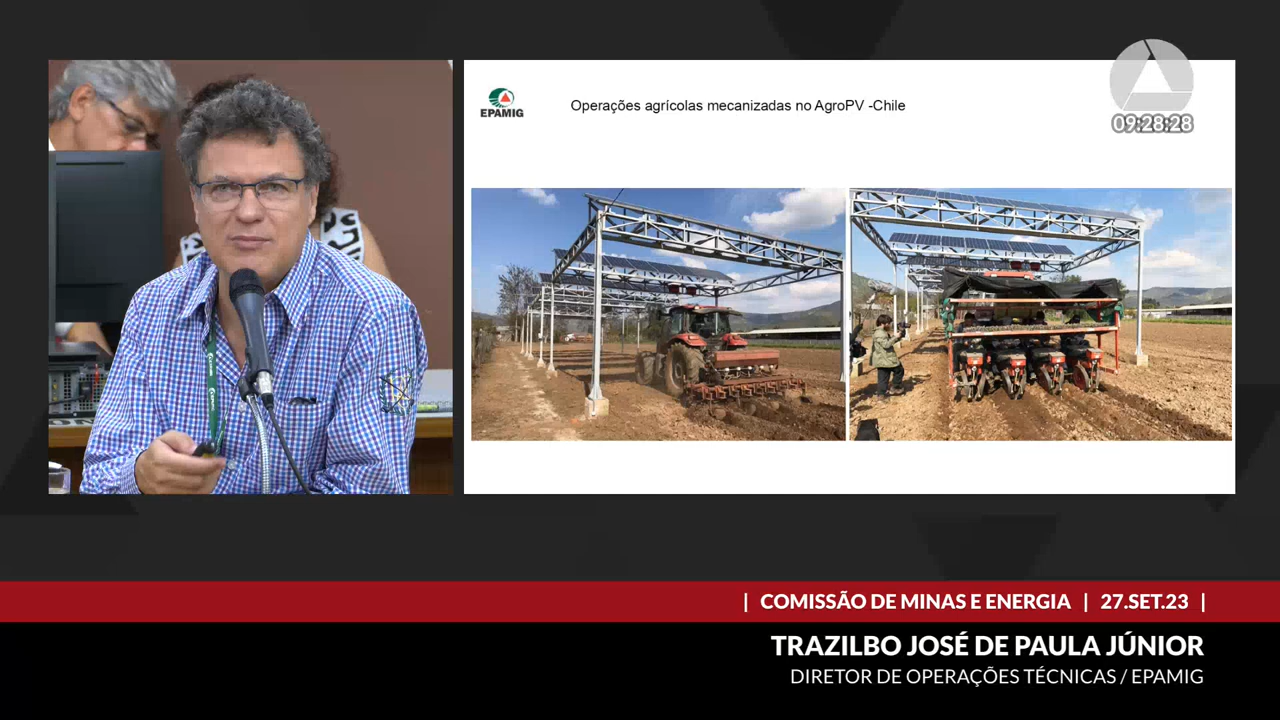 EPAMIG
Operações agrícolas mecanizadas no AgroPV -Chile
09:28:28
| COMISSÃO DE MINAS E ENERGIA | 27.SET.23 |
TRAZILBO JOSÉ DE PAULA JÚNIOR
DIRETOR DE OPERAÇÕES TÉCNICAS / EPAMIG